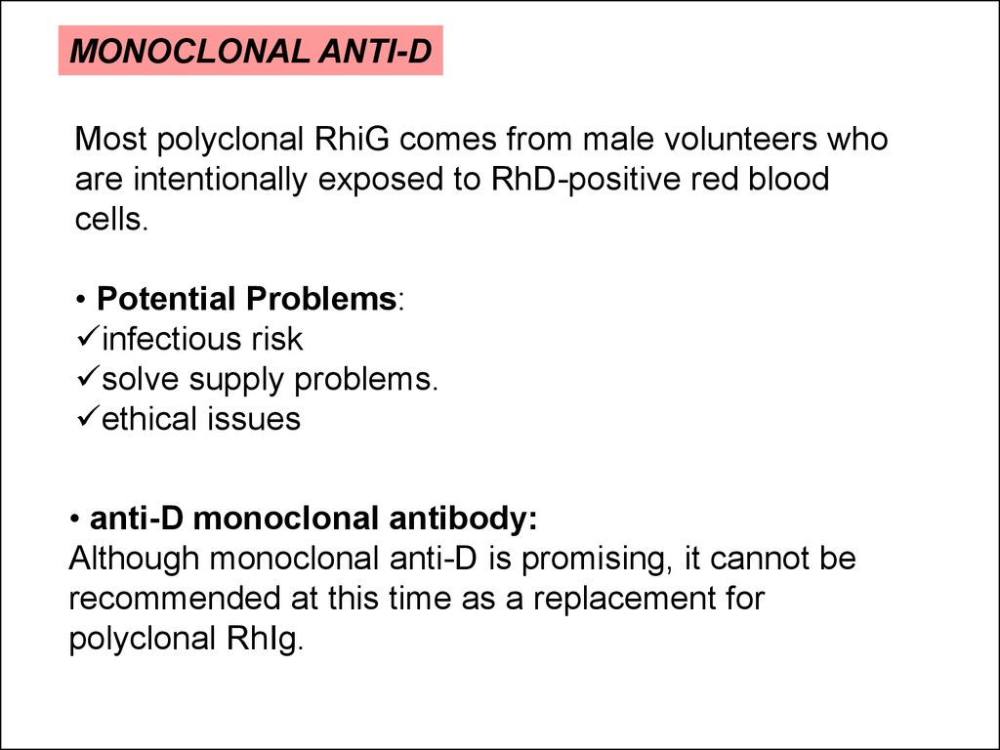 MONOCLONAL ANTI-D
Most polyclonal RhiG comes from male volunteers who
are intentionally exposed to RhD-positive red blood
cells.
• Potential Problems:
✓infectious risk
✓solve supply problems.
✓ethical issues
• anti-D monoclonal antibody:
Although monoclonal anti-D is promising, it cannot be
recommended at this time as a replacement for
polyclonal RhIg.